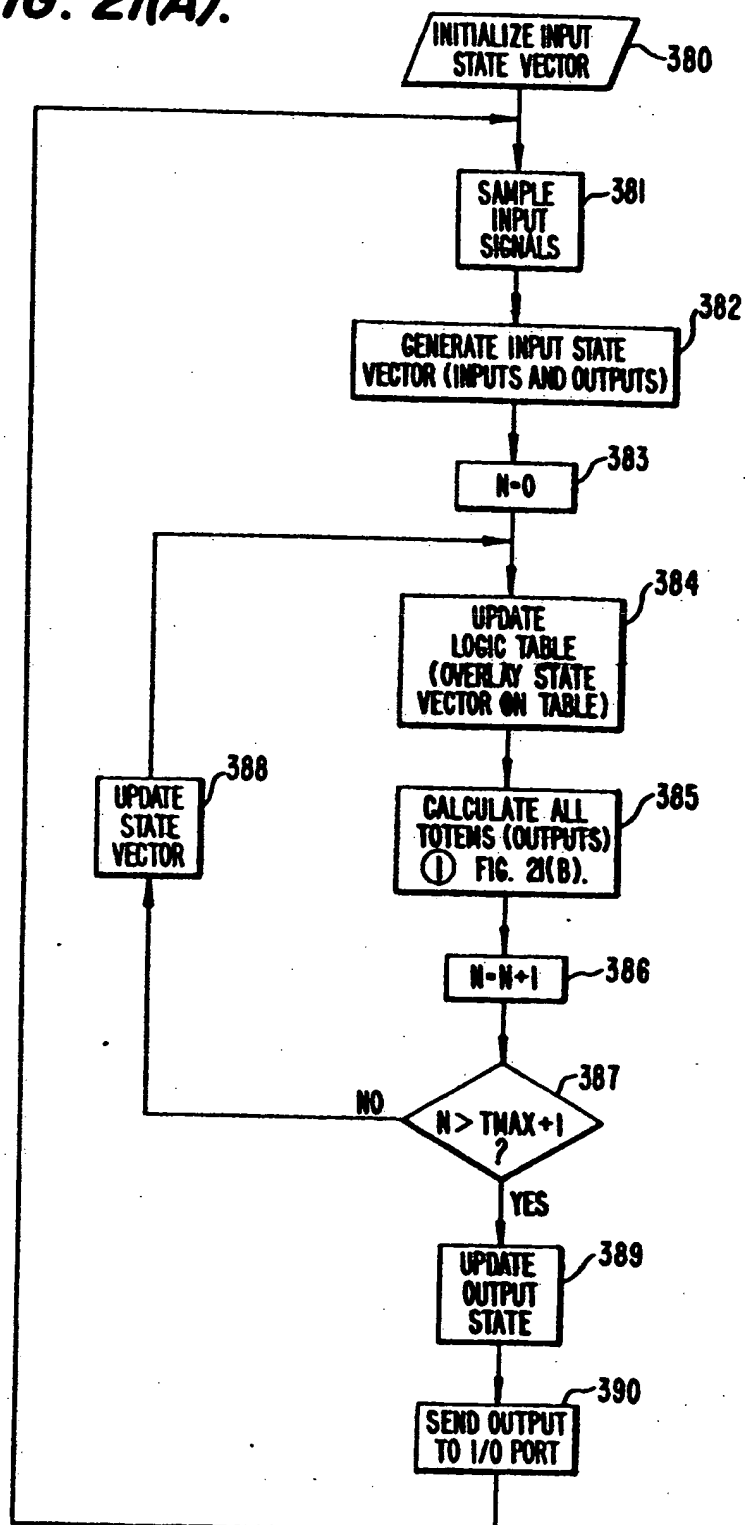 FIG. 21(A).
INITIALIZE INPUT
STATE VECTOR
380
SAMPLE
INPUT
SIGNALS
381
GENERATE INPUT STATE
VECTOR (INPUTS AND OUTPUTS)
382
N=0
383
UPDATE
LOGIC TABLE
(OVERLAY STATE
VECTOR ON TABLE)
384
UPDATE
STATE
VECTOR
388
CALCULATE ALL
TOTEMS (OUTPUTS)
1 FIG. 21(B).
385
N=N+1
386
N > TMAX+1
?
387
NO
YES
UPDATE
OUTPUT
STATE
389
SEND OUTPUT
TO I/O PORT
390